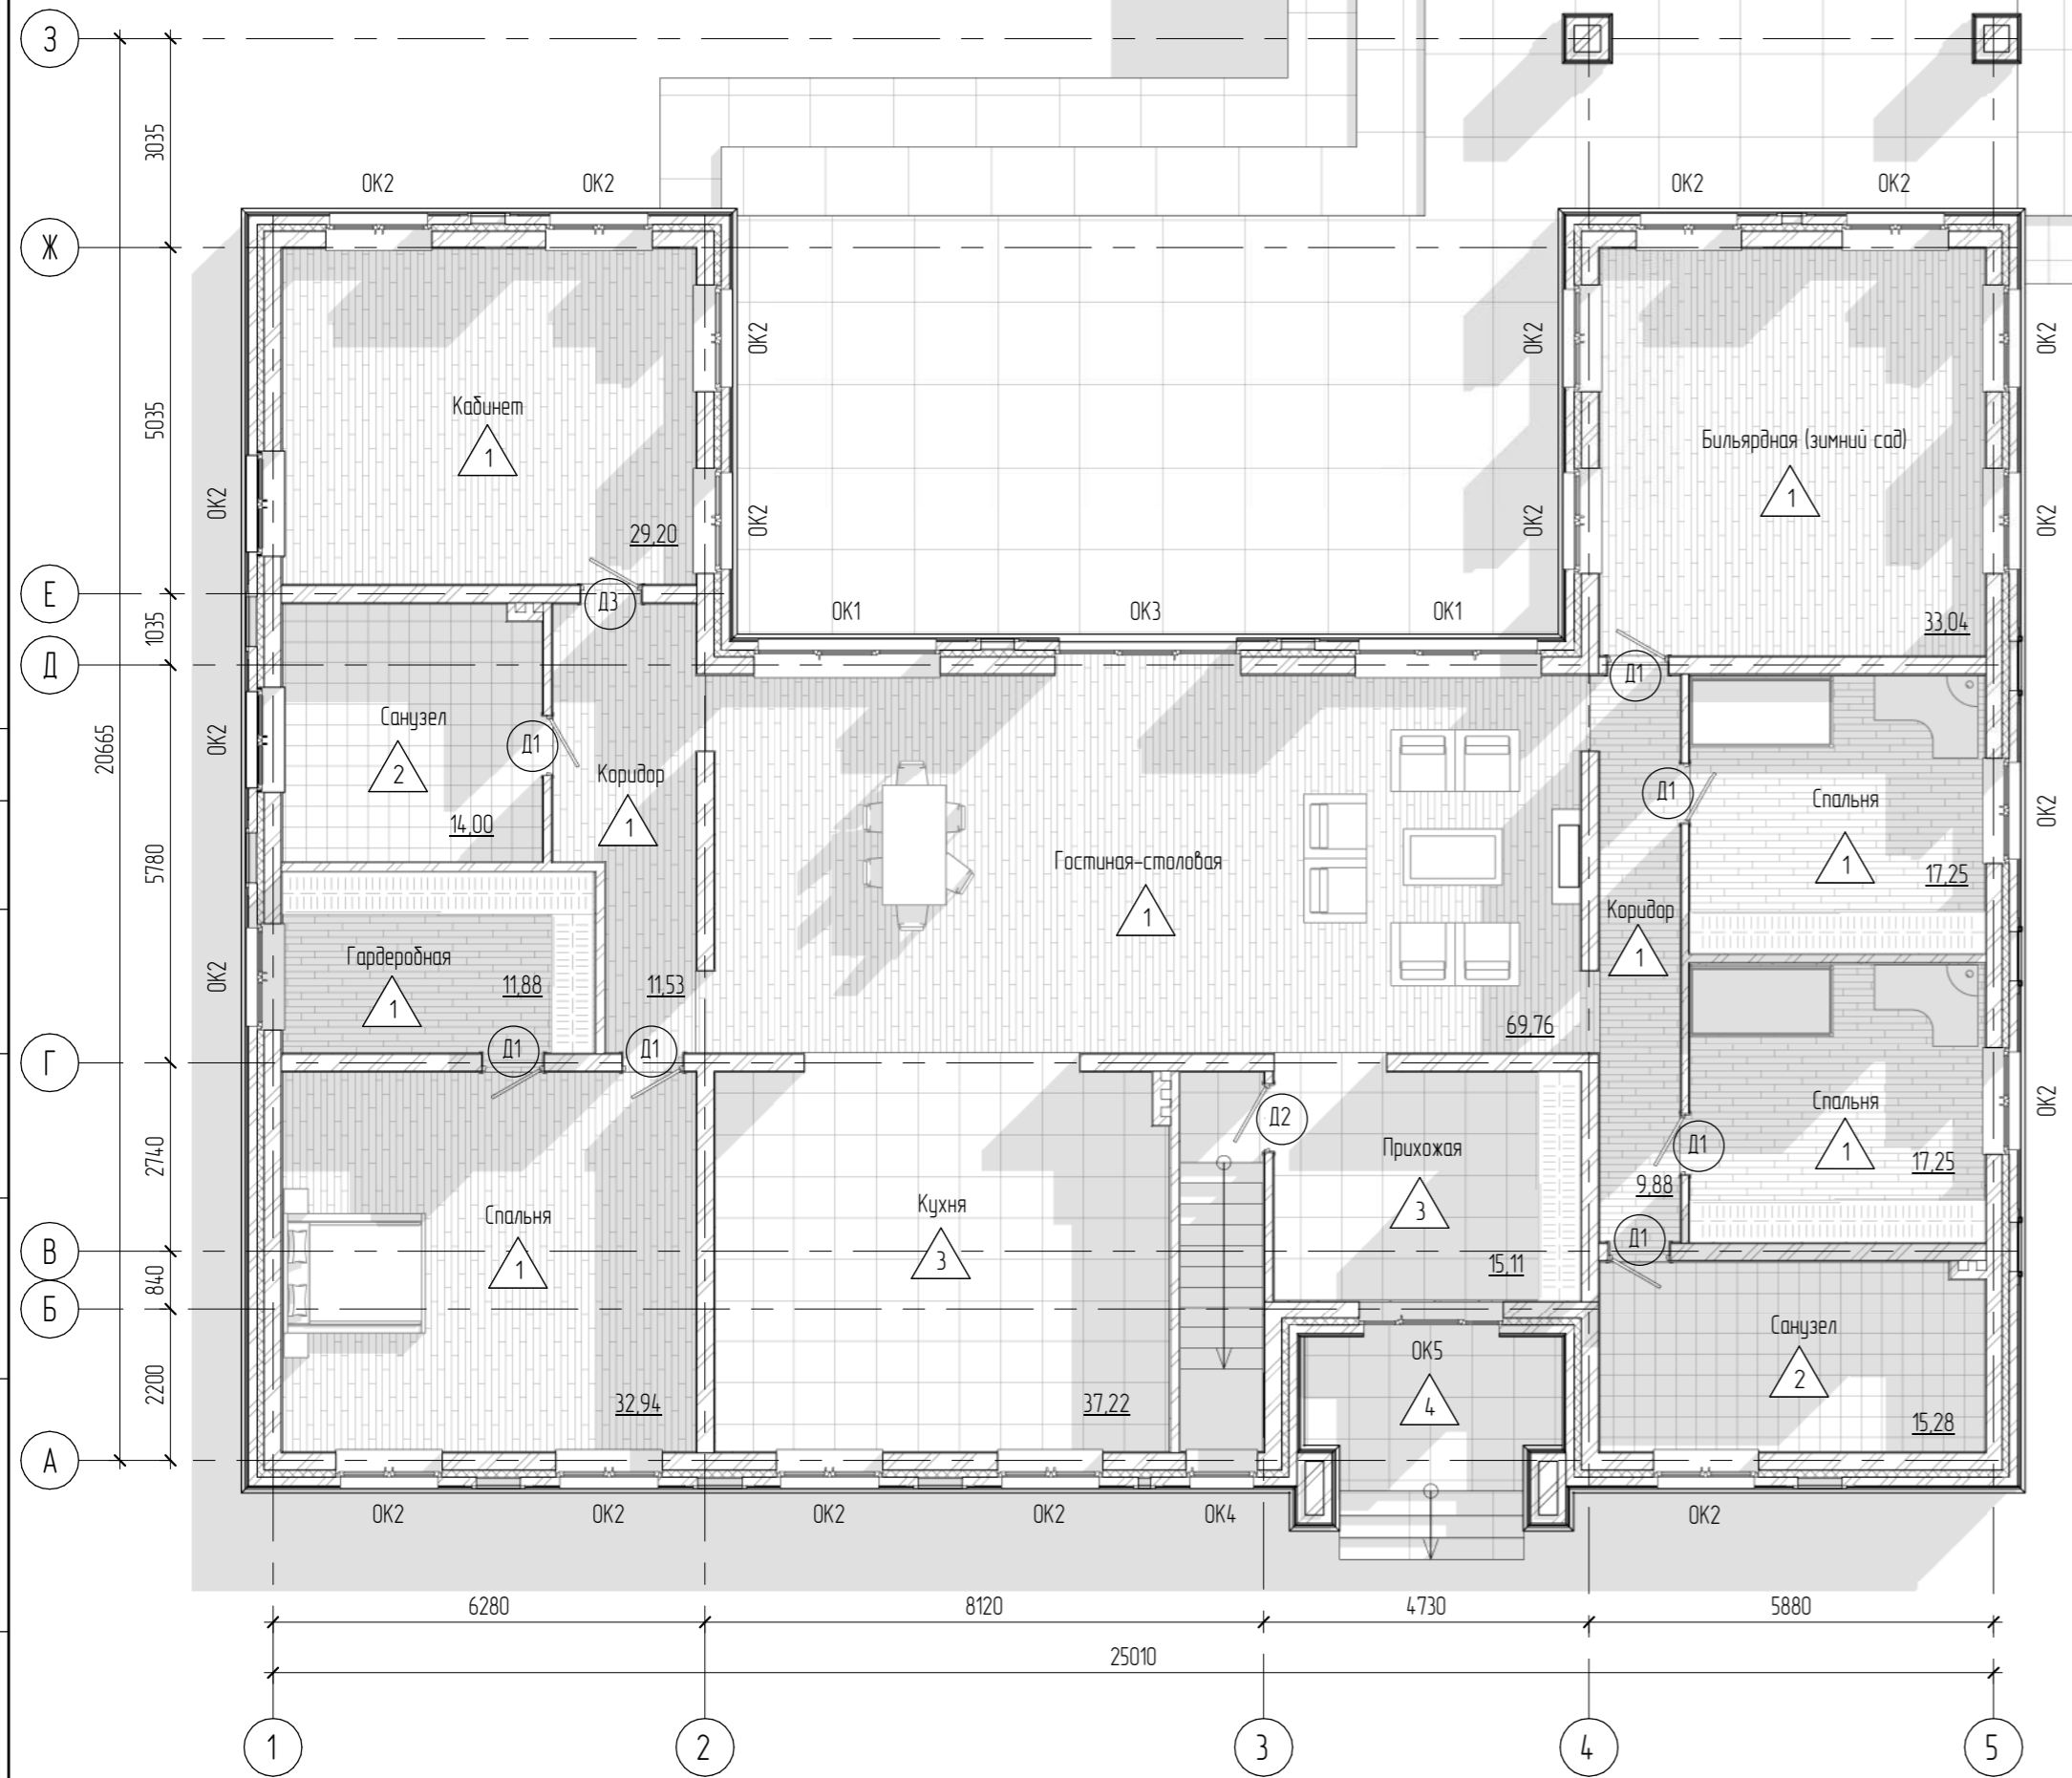 З
3035
ОК2 ОК2 ОК2 ОК2
Ж
ОК2 ОК2 ОК2
5035
Кабинет
1
Бильярдная (зимний сад)
1
ОК2 ОК2 ОК2 ОК2
29,20
Е
Д3
ОК1 ОК3 ОК1
33,04
1035
Д
Д1
20665
Санузел
2
ОК2
Д1
14,00
Коридор
1
Д1
Спальня
1
17,25
ОК2
5780
Гостиная-столовая
1
Коридор
1
Гардеробная
1
ОК2
11,88
11,53
69,76
Г
Д1
Д1
Д2
Спальня
1
17,25
ОК2
2740
Прихожая
3
Д1
9,88
Кухня
3
Спальня
1
В
Д1
15,11
840
Б
Санузел
2
ОК5
4
2200
32,94
37,22
15,28
А
ОК2 ОК2 ОК2 ОК2 ОК4 ОК2
6280 8120 4730 5880
25010
1 2 3 4 5